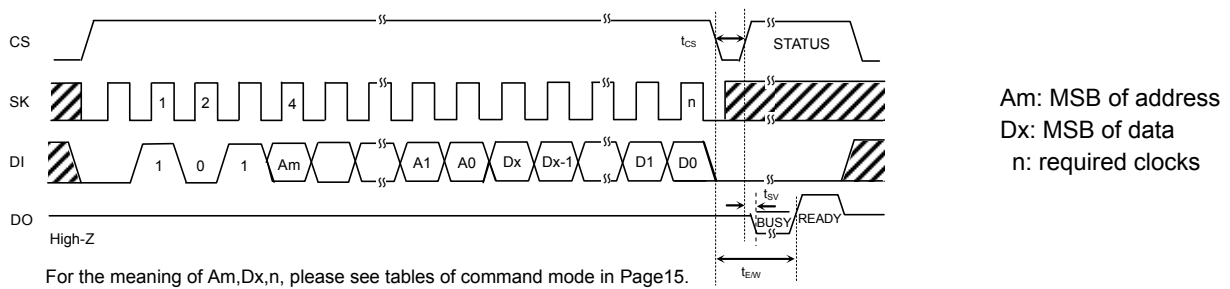 CS
tCS
STATUS
SK
1 2 4 n
DI
1 0 1 Am A1 A0 Dx Dx-1 D1 D0
tSV
DO
BUSY READY
High-Z
tE/W
For the meaning of Am,Dx,n, please see tables of command mode in Page15.
Am: MSB of address
Dx: MSB of data
n: required clocks